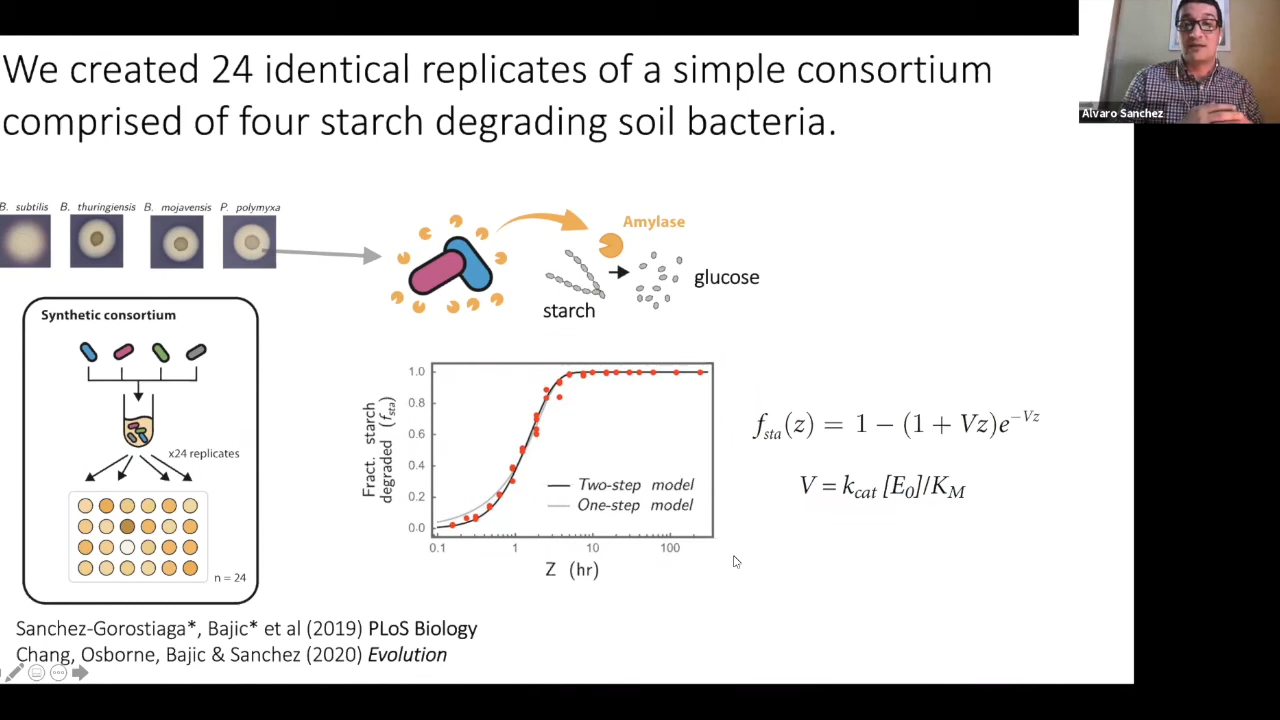 We created 24 identical replicates of a simple consortium
comprised of four starch degrading soil bacteria.
Alvaro Sanchez
B. subtilis B. thuringiensis B. mojavensis P. polymyxa
Amylase
starch
glucose
Synthetic consortium
x24 replicates
n = 24
Fract. starch
degraded (f_sta)
1.0
0.8
0.6
0.4
0.2
0.0
Two-step model
One-step model
0.1 1 10 100
Z (hr)
f_sta(z) = 1 − (1 + Vz)e^{−Vz}
V = k_cat [E_0]/K_M
Sanchez-Gorostiaga*, Bajic* et al (2019) PLoS Biology
Chang, Osborne, Bajic & Sanchez (2020) Evolution